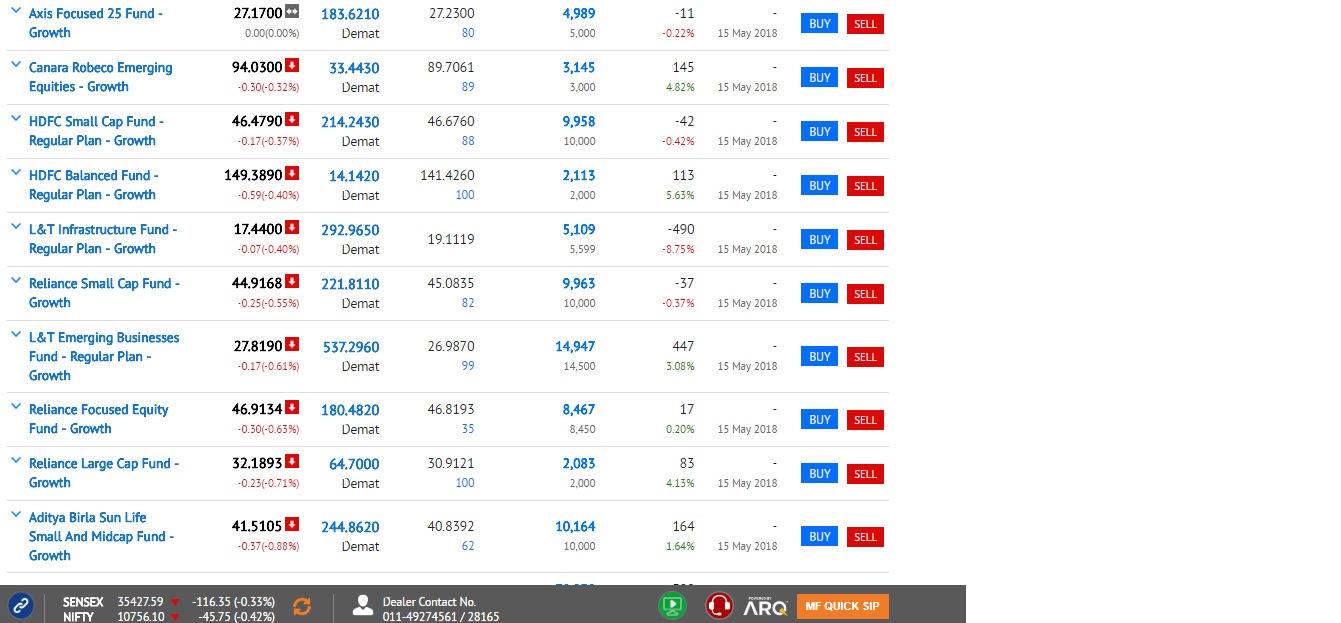 Axis Focused 25 Fund - 27.1700 183.6210 27.2300 4,989 -11 - BUY SELL
Growth 0.00(0.00%) Demat 80 5,000 -0.22% 15 May 2018
Canara Robeco Emerging 94.0300 33.4430 89.7061 3,145 145 - BUY SELL
Equities - Growth -0.30(-0.32%) Demat 89 3,000 4.82% 15 May 2018
HDFC Small Cap Fund - 46.4790 214.2430 46.6760 9,958 -42 - BUY SELL
Regular Plan - Growth -0.17(-0.37%) Demat 88 10,000 -0.42% 15 May 2018
HDFC Balanced Fund - 149.3890 14.1420 141.4260 2,113 113 - BUY SELL
Regular Plan - Growth -0.59(-0.40%) Demat 100 2,000 5.63% 15 May 2018
L&T Infrastructure Fund - 17.4400 292.9650 19.1119 5,109 -490 - BUY SELL
Regular Plan - Growth -0.07(-0.40%) Demat 5,599 -8.75% 15 May 2018
Reliance Small Cap Fund - 44.9168 221.8110 45.0835 9,963 -37 - BUY SELL
Growth -0.25(-0.55%) Demat 82 10,000 -0.37% 15 May 2018
L&T Emerging Businesses 27.8190 537.2960 26.9870 14,947 447 - BUY SELL
Fund - Regular Plan - -0.17(-0.61%) Demat 99 14,500 3.08% 15 May 2018
Growth
Reliance Focused Equity 46.9134 180.4820 46.8193 8,467 17 - BUY SELL
Fund - Growth -0.30(-0.63%) Demat 35 8,450 0.20% 15 May 2018
Reliance Large Cap Fund - 32.1893 64.7000 30.9121 2,083 83 - BUY SELL
Growth -0.23(-0.71%) Demat 100 2,000 4.13% 15 May 2018
Aditya Birla Sun Life 41.5105 244.8620 40.8392 10,164 164 - BUY SELL
Small And Midcap Fund - -0.37(-0.88%) Demat 62 10,000 1.64% 15 May 2018
Growth
SENSEX 35427.59 -116.35 (-0.33%) Dealer Contact No. POWERED BY ARQ MF QUICK SIP
NIFTY 10756.10 -45.75 (-0.42%) 011-49274561 / 28165